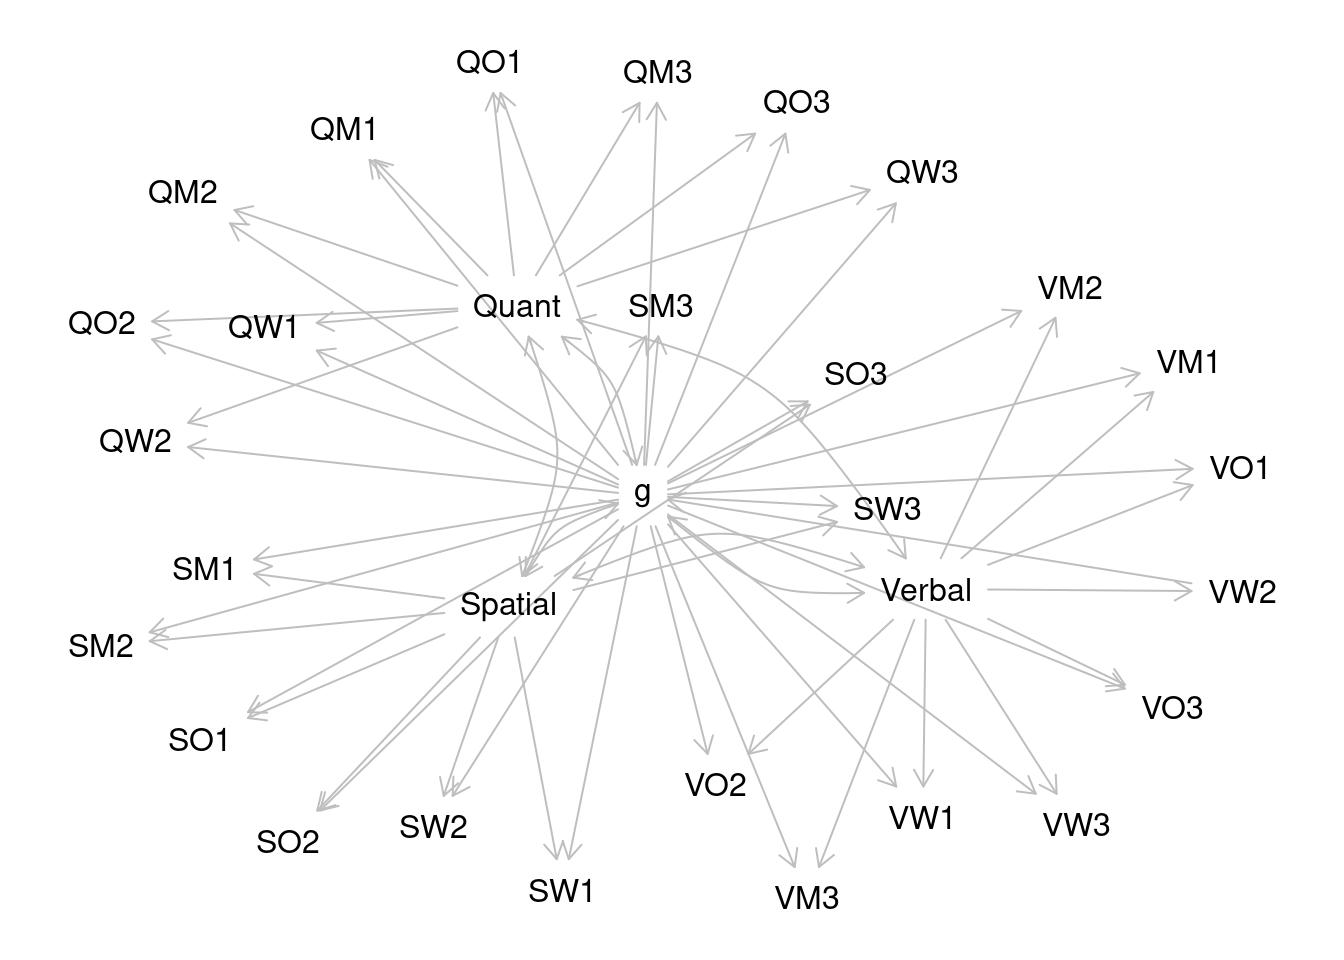 QO1
QM3
QO3
QM1
QW3
QM2
VM2
Quant
SM3
QO2
QW1
VM1
SO3
QW2
VO1
g
SW3
SM1
Verbal
VW2
Spatial
SM2
VO3
SO1
VO2
VW1
VW3
SW2
SO2
SW1
VM3